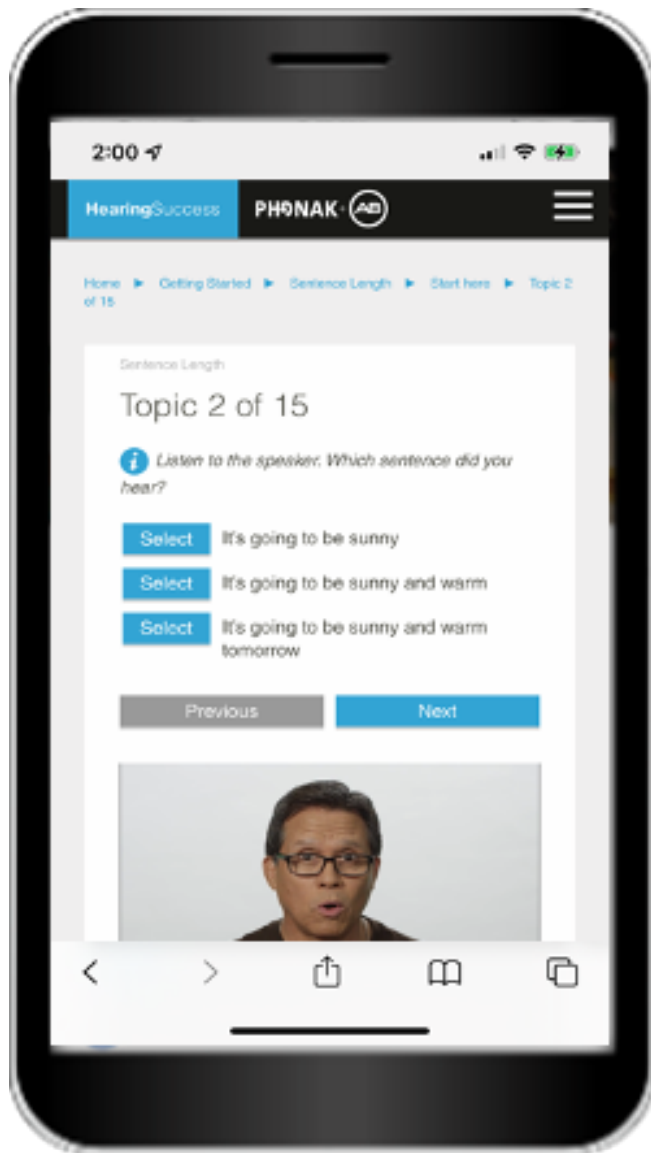 2:00
HearingSuccess PHONAK AB
Home ▶ Getting Started ▶ Sentence Length ▶ Start here ▶ Topic 2
of 15
Sentence Length
Topic 2 of 15
i Listen to the speaker. Which sentence did you
hear?
Select It's going to be sunny
Select It's going to be sunny and warm
Select It's going to be sunny and warm
tomorrow
Previous Next